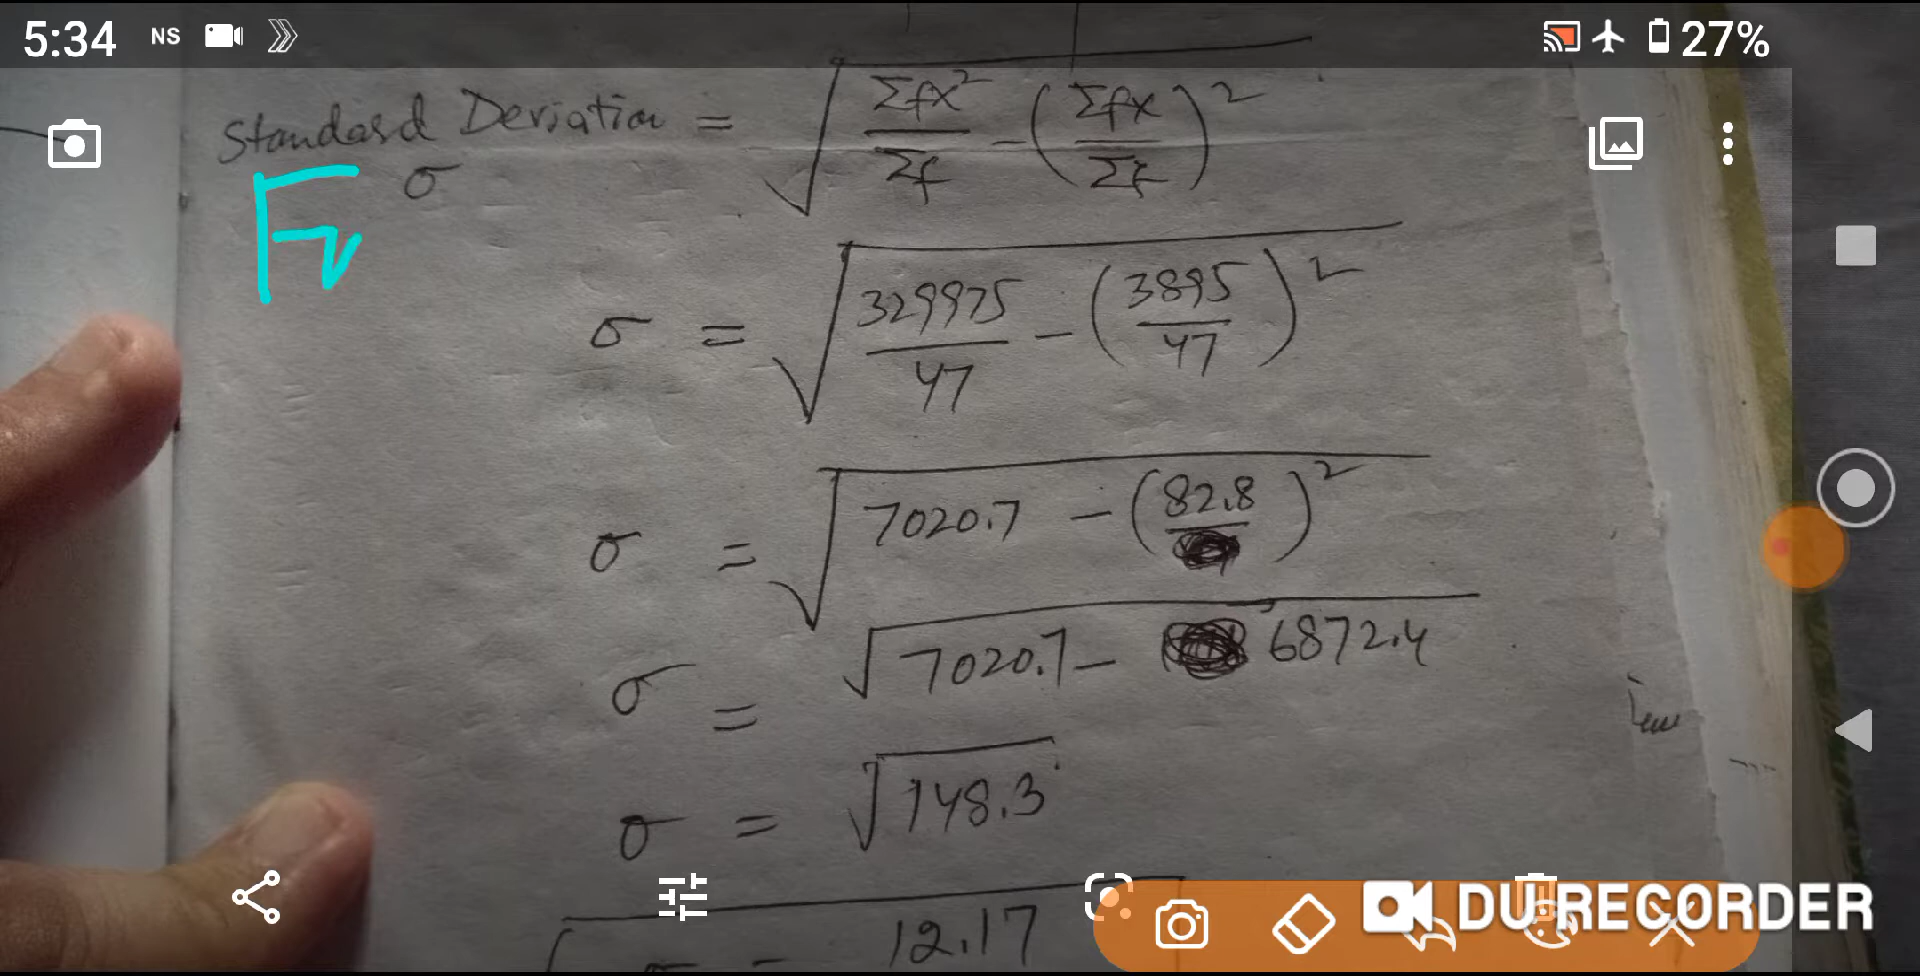 5:34 NS 27%
Standard Deviation = √ Σfx² / Σf - ( Σfx / Σf )²
σ
σ = √ 329975 / 47 - ( 3895 / 47 )²
σ = √ 7020.7 - ( 82.8 )²
σ = √ 7020.7 - 6872.4
σ = √ 148.3
σ = 12.17
DU RECORDER